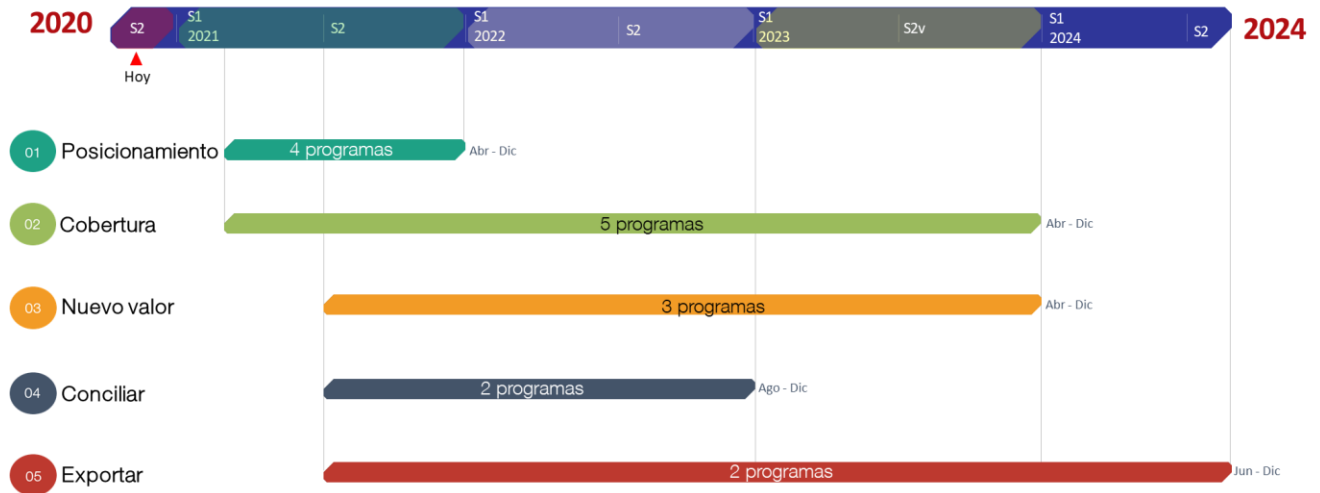 2020
S2
S1
2021
S2
S1
2022
S2
S1
2023
S2v
S1
2024
S2
2024
Hoy
01 Posicionamiento 4 programas Abr - Dic
02 Cobertura 5 programas Abr - Dic
03 Nuevo valor 3 programas Abr - Dic
04 Conciliar 2 programas Ago - Dic
05 Exportar 2 programas Jun - Dic